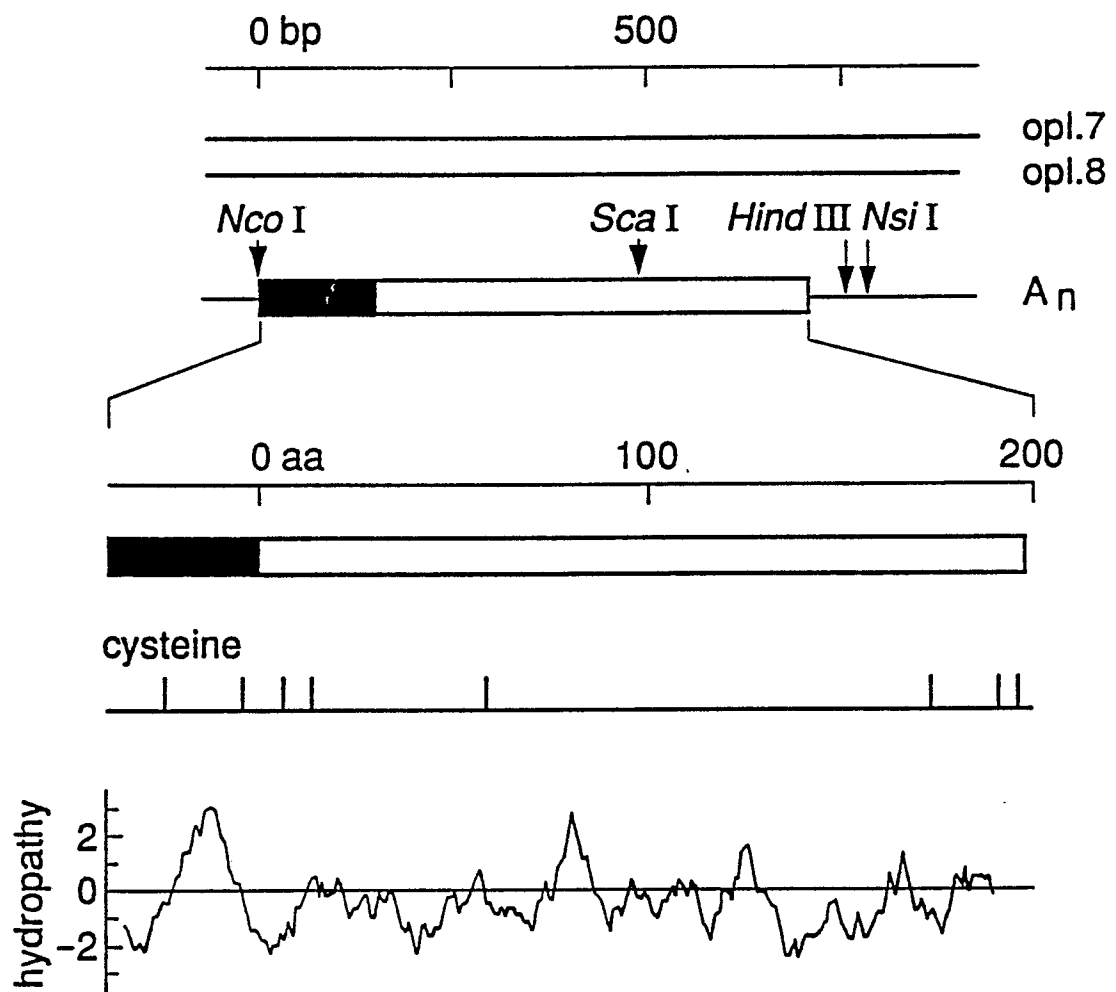 0 bp 500
opl.7
opl.8
Nco I Sca I Hind III Nsi I
An
0 aa 100 200
cysteine
hydropathy
2
0
-2